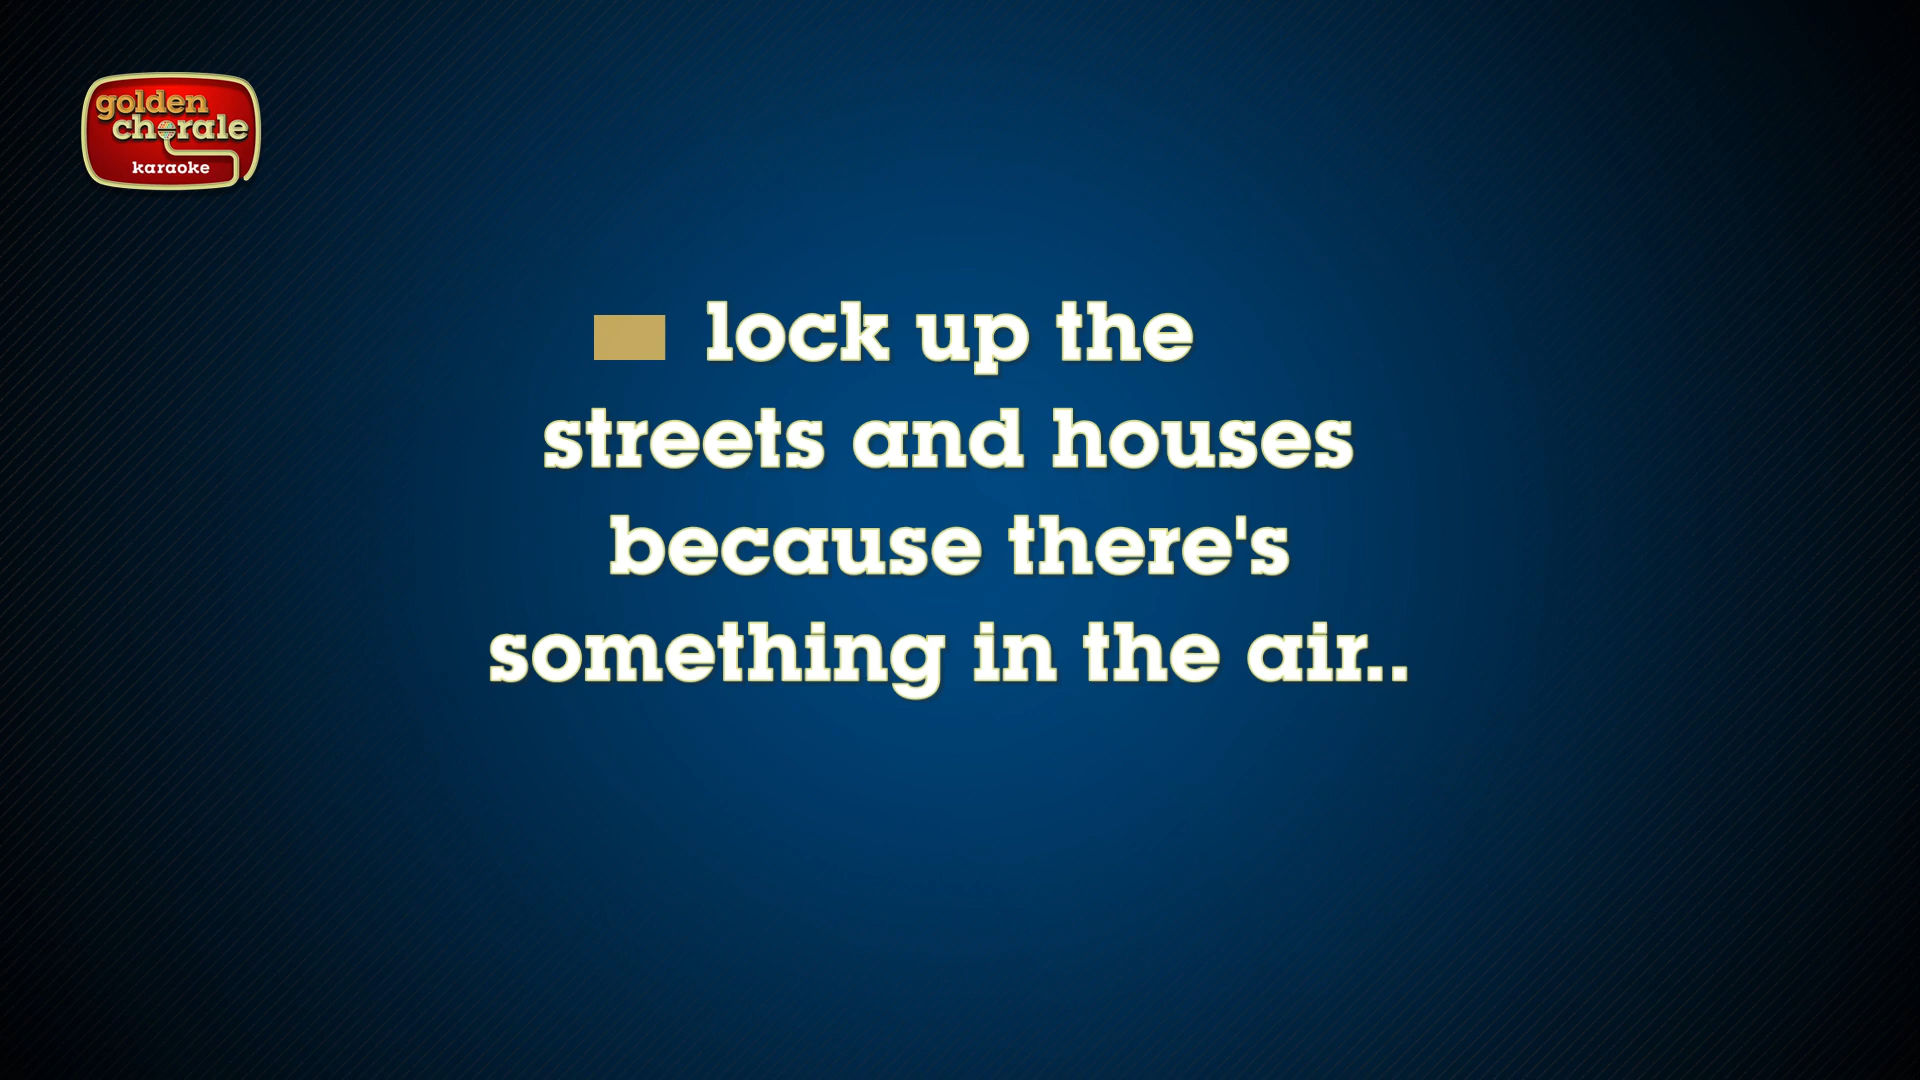 golden
chorale
karaoke
lock up the
streets and houses
because there's
something in the air..